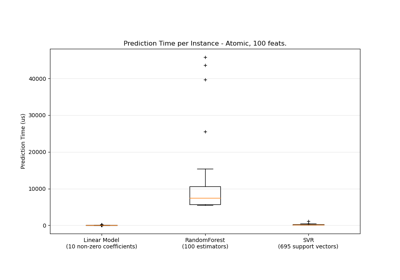 Prediction Time per Instance - Atomic, 100 feats.
40000
30000
20000
10000
0
Prediction Time (us)
Linear Model
(10 non-zero coefficients)
RandomForest
(100 estimators)
SVR
(695 support vectors)